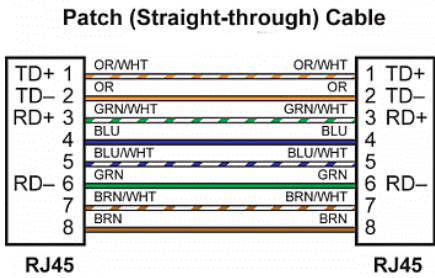 Patch (Straight-through) Cable
OR/WHT OR/WHT
TD+ 1 1 TD+
OR OR
TD– 2 2 TD–
GRN/WHT GRN/WHT
RD+ 3 3 RD+
BLU BLU
4 4
BLU/WHT BLU/WHT
5 5
GRN GRN
RD– 6 6 RD–
BRN/WHT BRN/WHT
7 7
BRN BRN
8 8
RJ45 RJ45